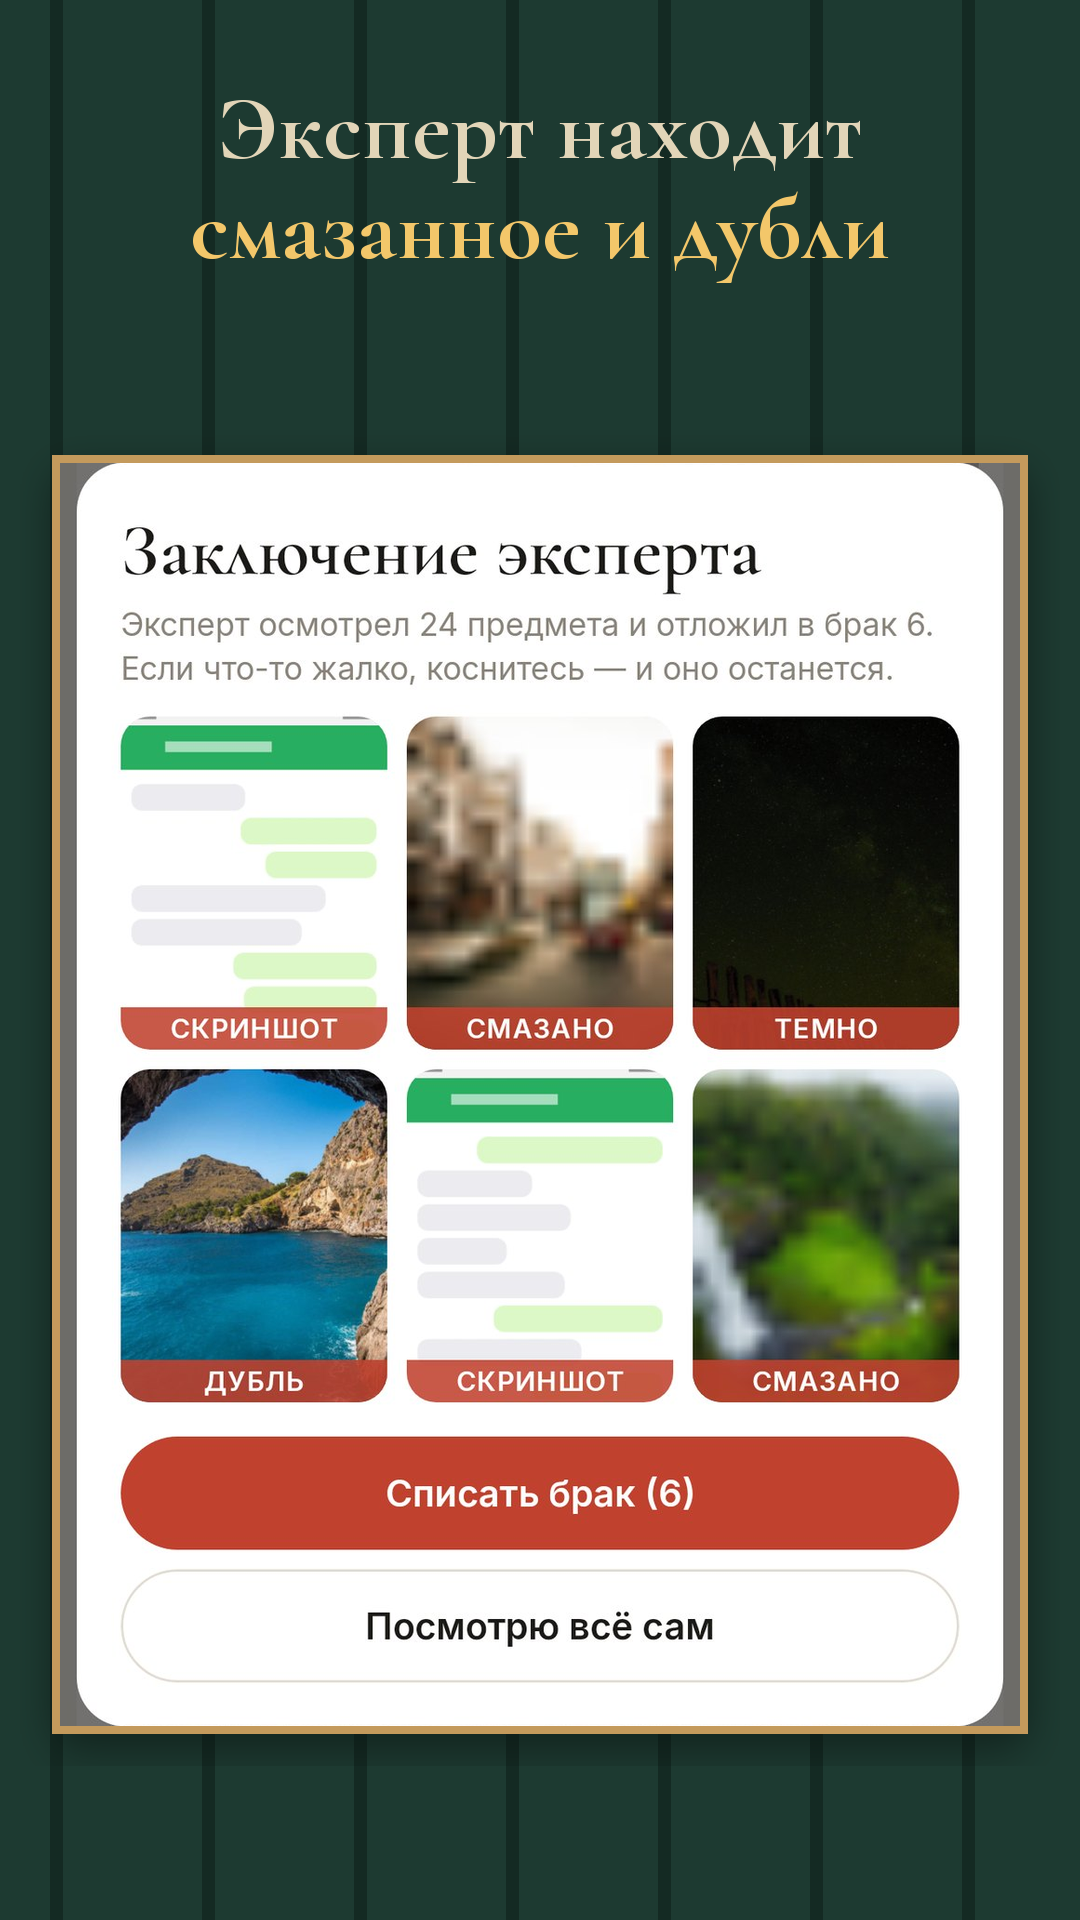 Эксперт находит
смазанное и дубли
Заключение эксперта
Эксперт осмотрел 24 предмета и отложил в брак 6.
Если что-то жалко, коснитесь — и оно останется.
СКРИНШОТ
СМАЗАНО
ТЕМНО
ДУБЛЬ
СКРИНШОТ
СМАЗАНО
Списать брак (6)
Посмотрю всё сам